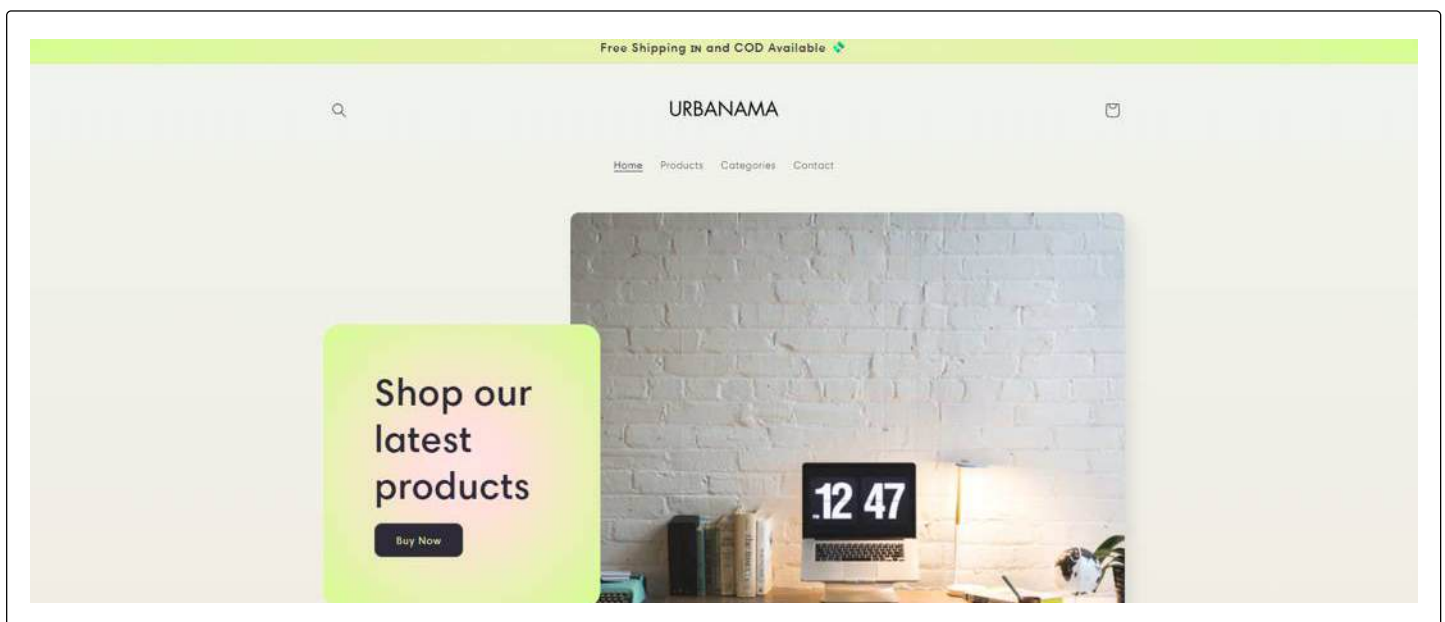 Free Shipping IN and COD Available
URBANAMA
Home Products Categories Contact
Shop our
latest
products
Buy Now
12 47